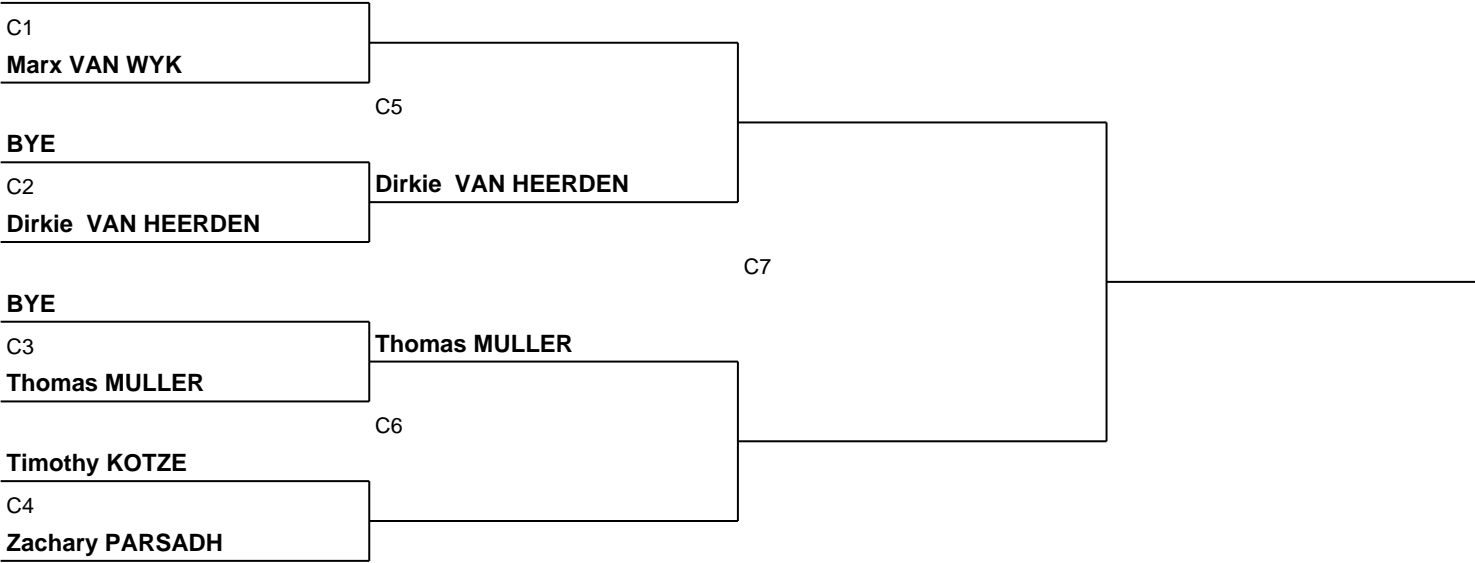 C1
Marx VAN WYK
C5
BYE
C2
Dirkie  VAN HEERDEN
Dirkie  VAN HEERDEN
C7
BYE
C3
Thomas MULLER
Thomas MULLER
C6
Timothy KOTZE
C4
Zachary PARSADH